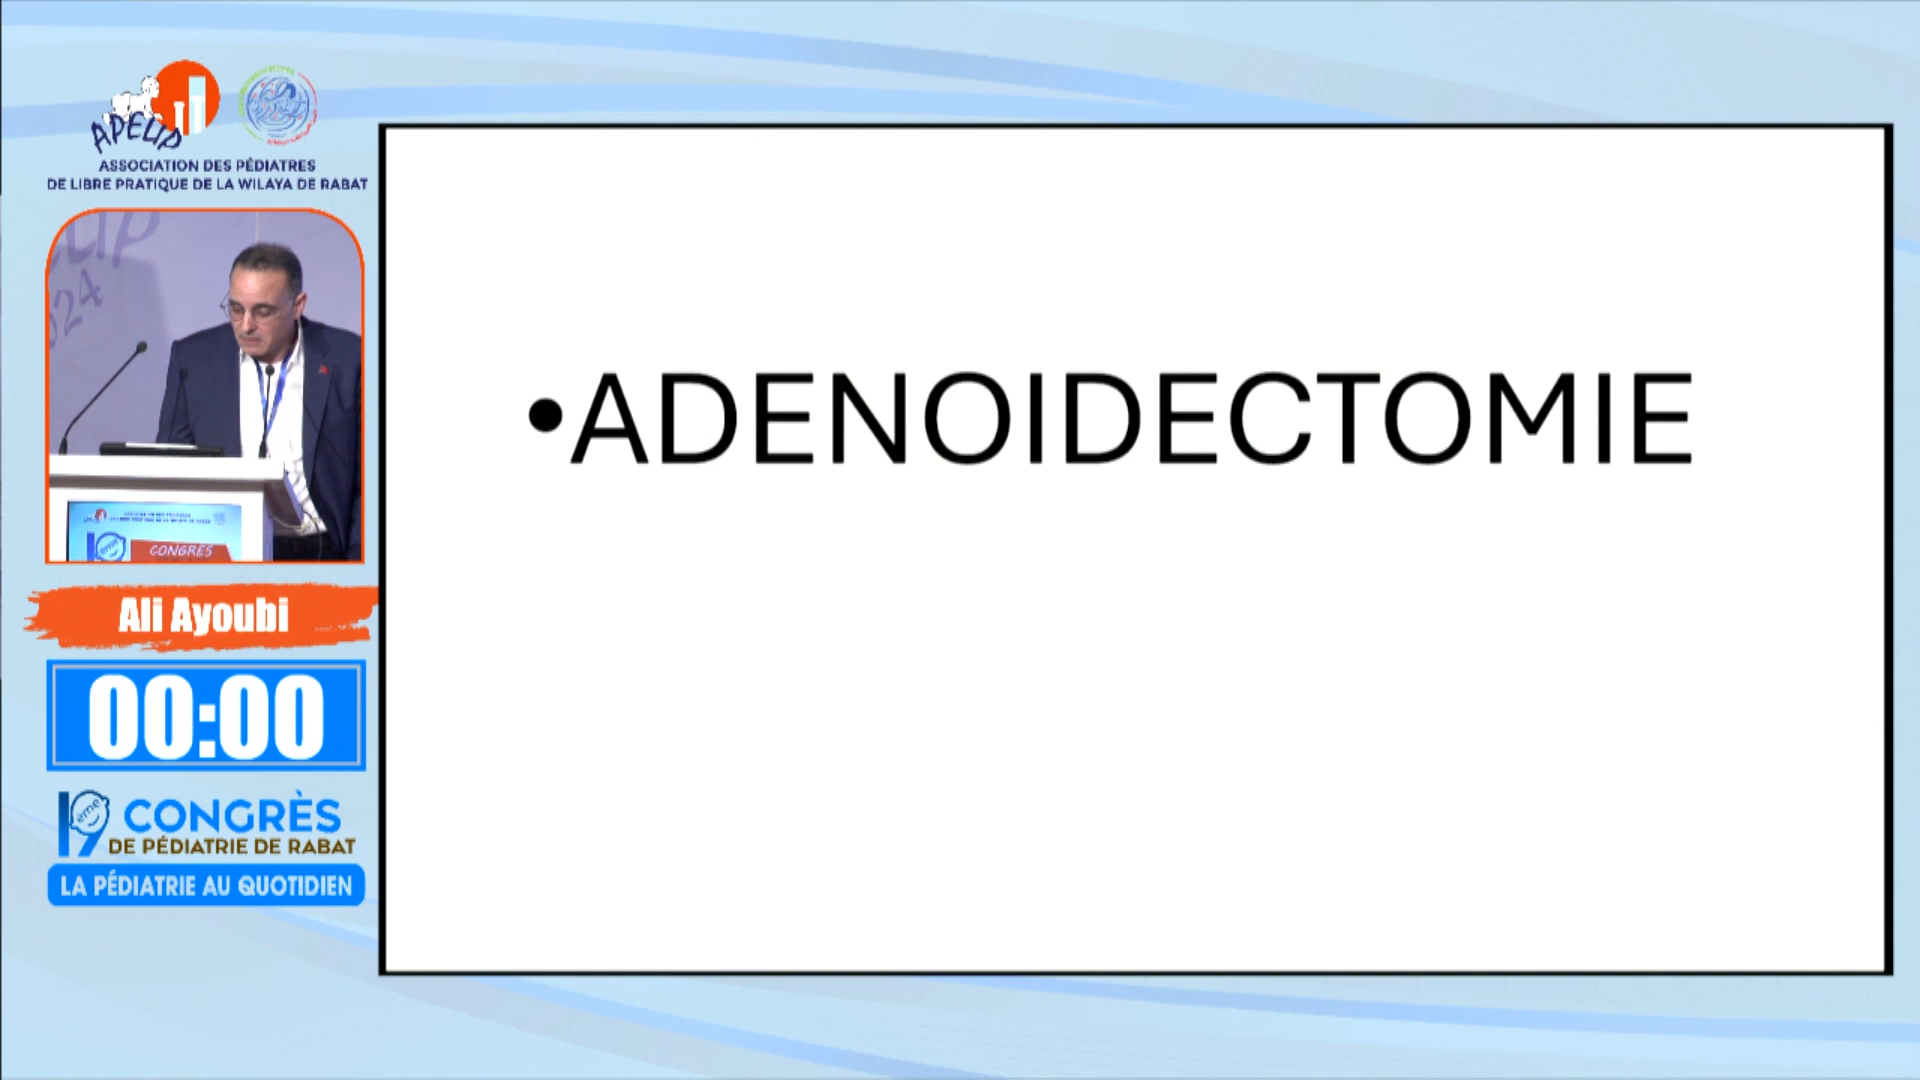 APELIP
ASSOCIATION DES PÉDIATRES
DE LIBRE PRATIQUE DE LA WILAYA DE RABAT
•ADENOIDECTOMIE
CONGRÈS
Ali Ayoubi
00:00
19ème CONGRÈS
DE PÉDIATRIE DE RABAT
LA PÉDIATRIE AU QUOTIDIEN